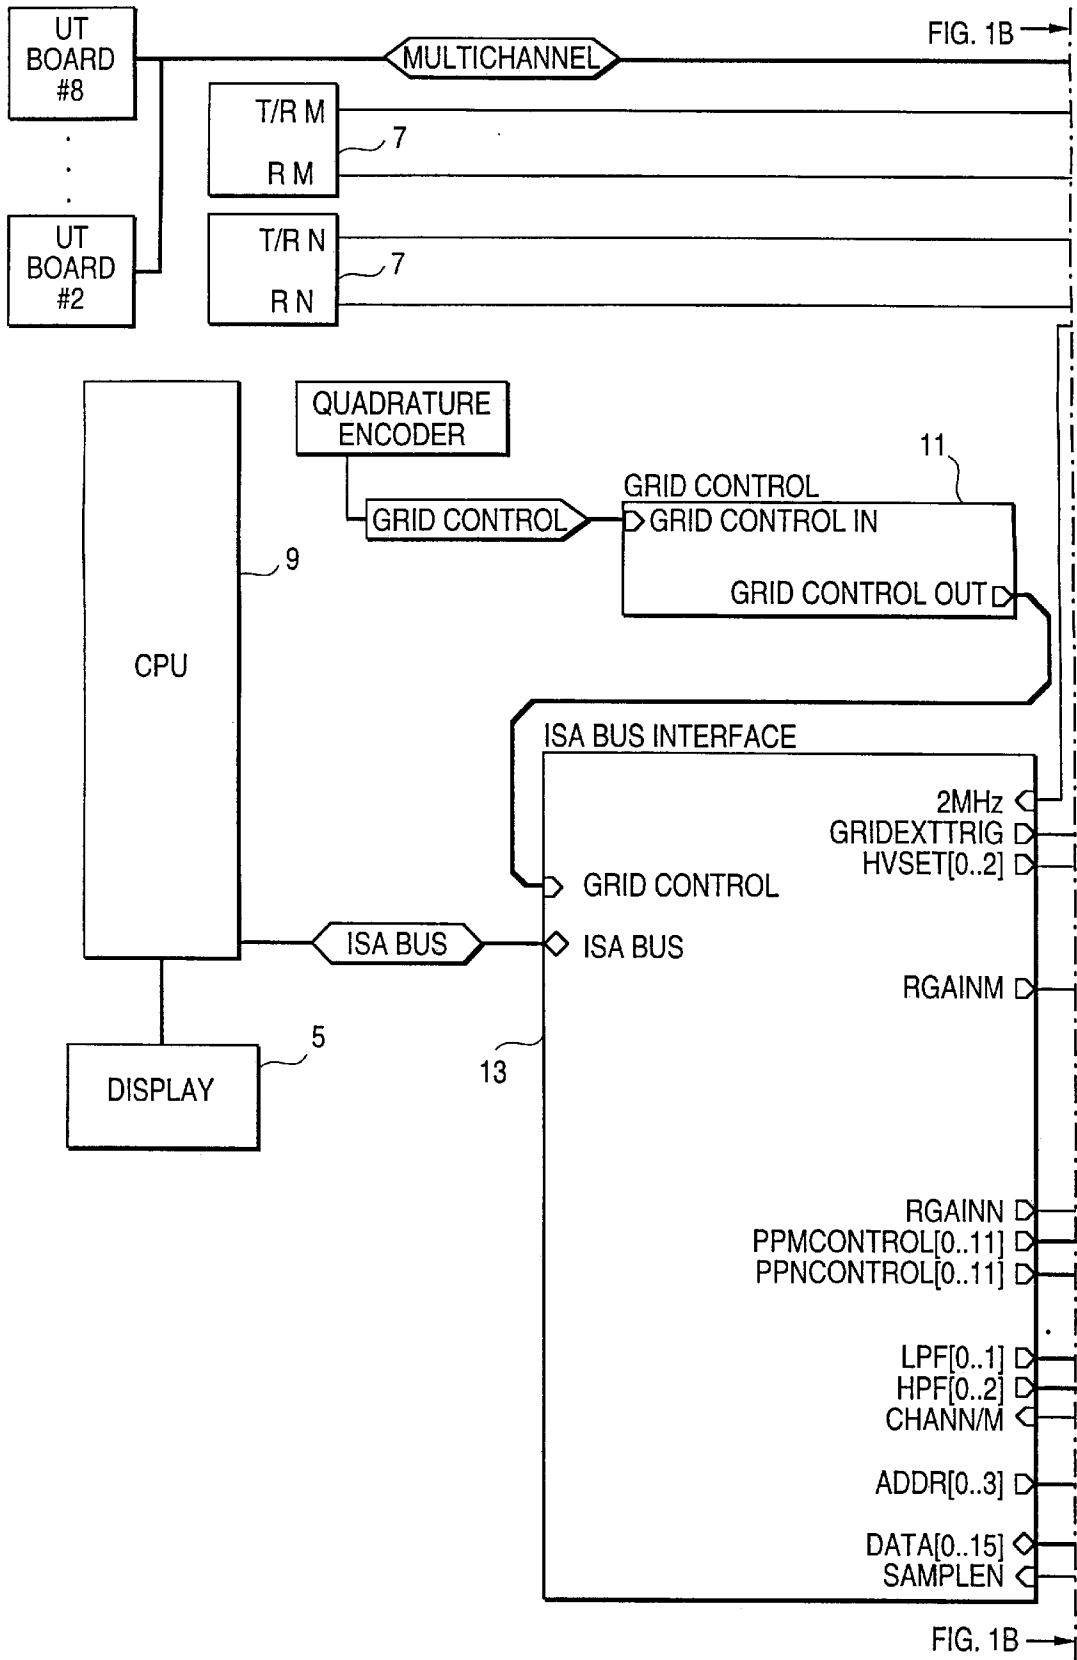 UT
BOARD
#8
MULTICHANNEL
FIG. 1B
T/R M
7
R M
UT
BOARD
#2
T/R N
7
R N
QUADRATURE
ENCODER
11
GRID CONTROL
GRID CONTROL
GRID CONTROL IN
9
GRID CONTROL OUT
CPU
ISA BUS INTERFACE
2MHz
GRIDEXTTRIG
HVSET[0..2]
GRID CONTROL
ISA BUS
ISA BUS
RGAINM
5
13
DISPLAY
RGAINN
PPMCONTROL[0..11]
PPNCONTROL[0..11]
LPF[0..1]
HPF[0..2]
CHANN/M
ADDR[0..3]
DATA[0..15]
SAMPLEN
FIG. 1B